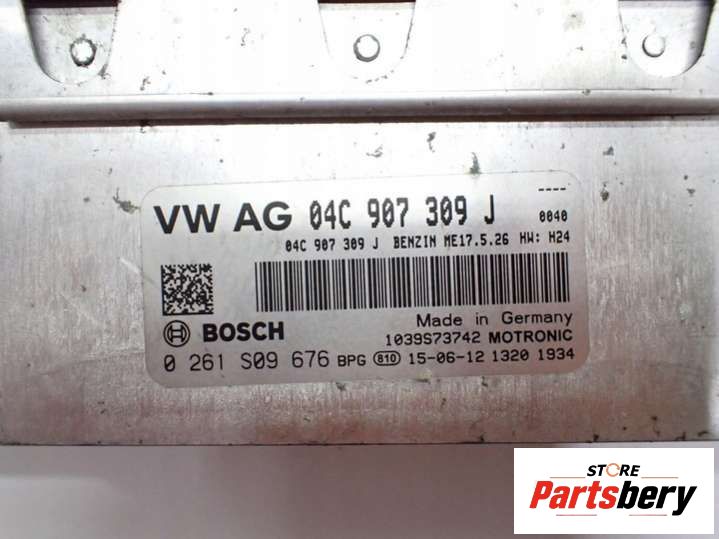 ----
VW AG 04C 907 309 J 0040
04C 907 309 J BENZIN ME17.5.26 HW: H24
Made in Germany
BOSCH 1039S73742 MOTRONIC
0 261 S09 676 BPG 810 15-06-12 1320 1934
STORE
Partsbery